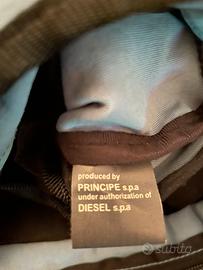 produced by
PRINCIPE s.p.a
under authorization of
DIESEL s.p.a
subito